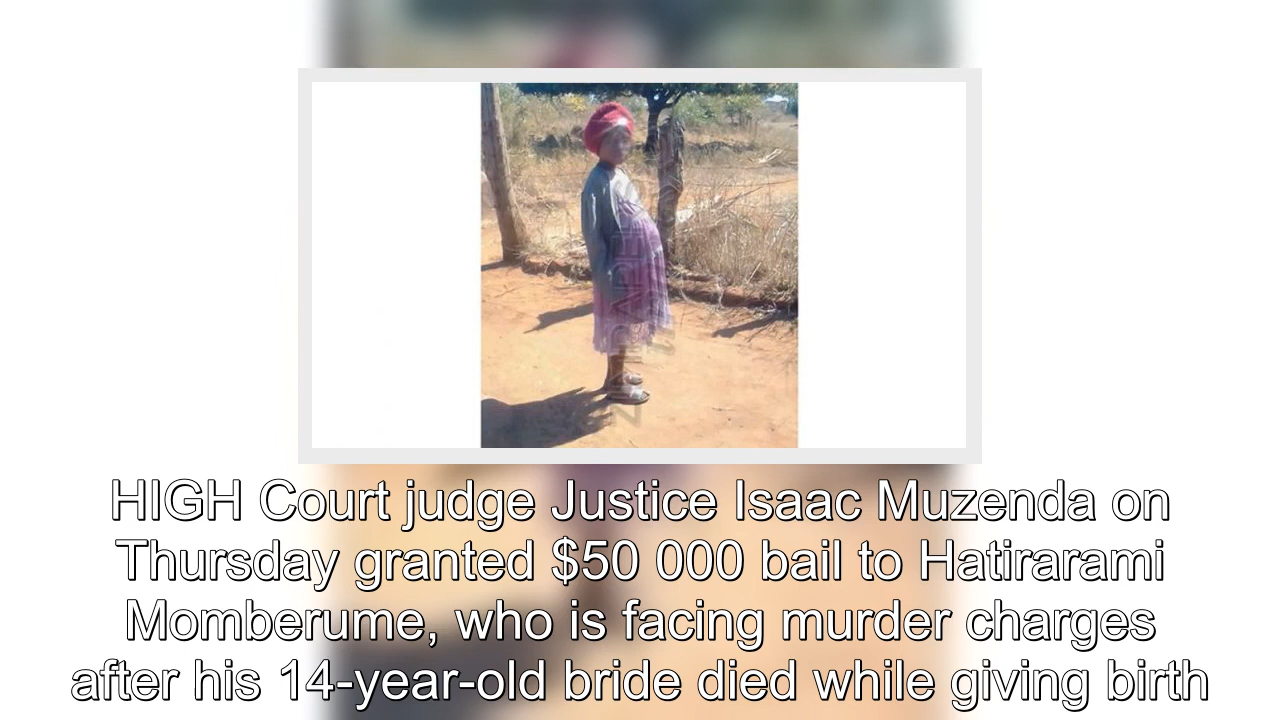 HIGH Court judge Justice Isaac Muzenda on
Thursday granted $50 000 bail to Hatirarami
Momberume, who is facing murder charges
after his 14-year-old bride died while giving birth